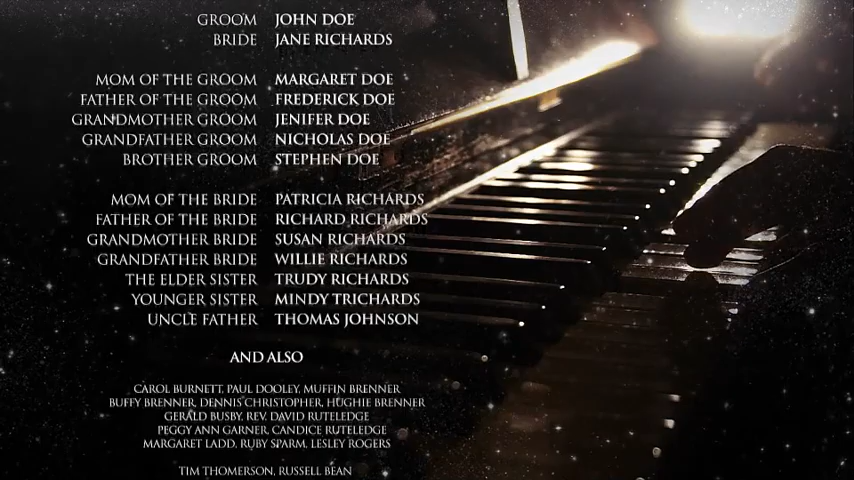 GROOM JOHN DOE
BRIDE JANE RICHARDS
MOM OF THE GROOM MARGARET DOE
FATHER OF THE GROOM FREDERICK DOE
GRANDMOTHER GROOM JENIFER DOE
GRANDFATHER GROOM NICHOLAS DOE
BROTHER GROOM STEPHEN DOE
MOM OF THE BRIDE PATRICIA RICHARDS
FATHER OF THE BRIDE RICHARD RICHARDS
GRANDMOTHER BRIDE SUSAN RICHARDS
GRANDFATHER BRIDE WILLIE RICHARDS
THE ELDER SISTER TRUDY RICHARDS
YOUNGER SISTER MINDY TRICHARDS
UNCLE FATHER THOMAS JOHNSON
AND ALSO
CAROL BURNETT, PAUL DOOLEY, MUFFIN BRENNER
BUFFY BRENNER, DENNIS CHRISTOPHER, HUGHIE BRENNER
GERALD BUSBY, REV. DAVID RUTELEDGE
PEGGY ANN GARNER, CANDICE RUTELEDGE
MARGARET LADD, RUBY SPARM, LESLEY ROGERS
TIM THOMERSON, RUSSELL BEAN